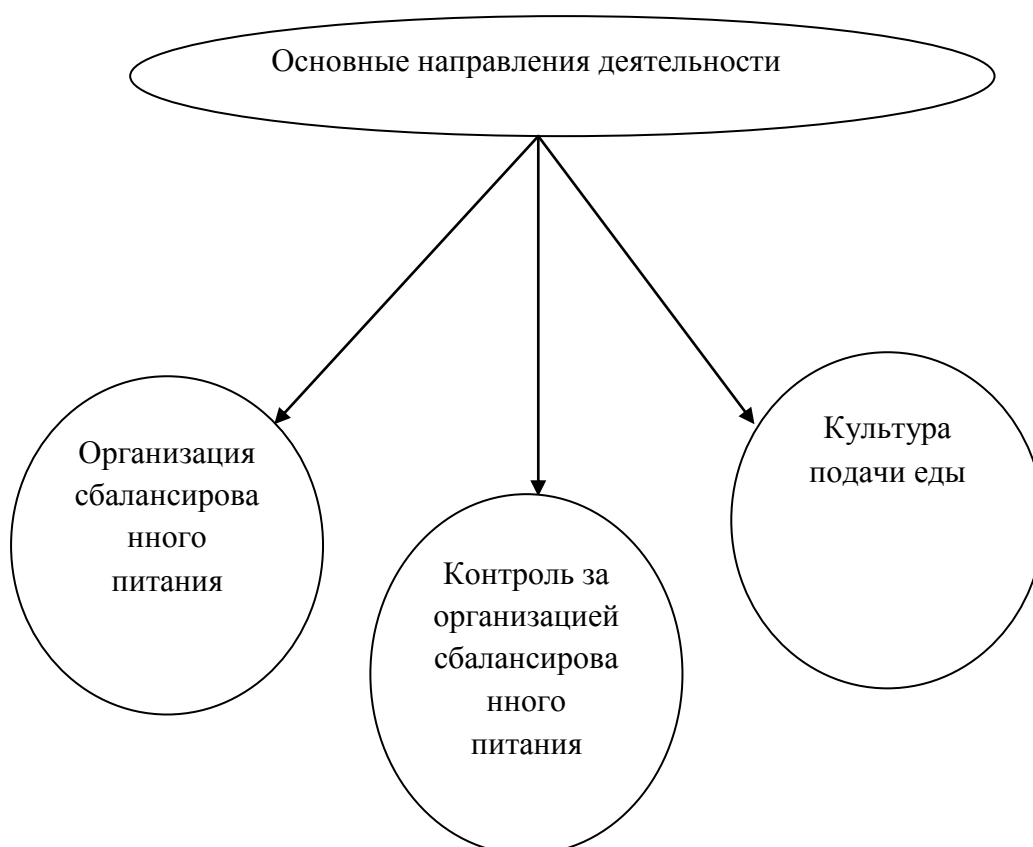 Основные направления деятельности
Организация
сбалансирова
нного
питания
Контроль за
организацией
сбалансирова
нного
питания
Культура
подачи еды